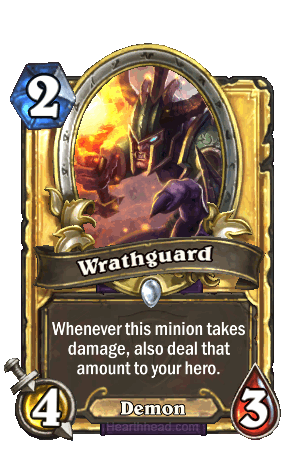 2
Wrathguard
Whenever this minion takes
damage, also deal that
amount to your hero.
4
Demon
3
Hearthhead.com